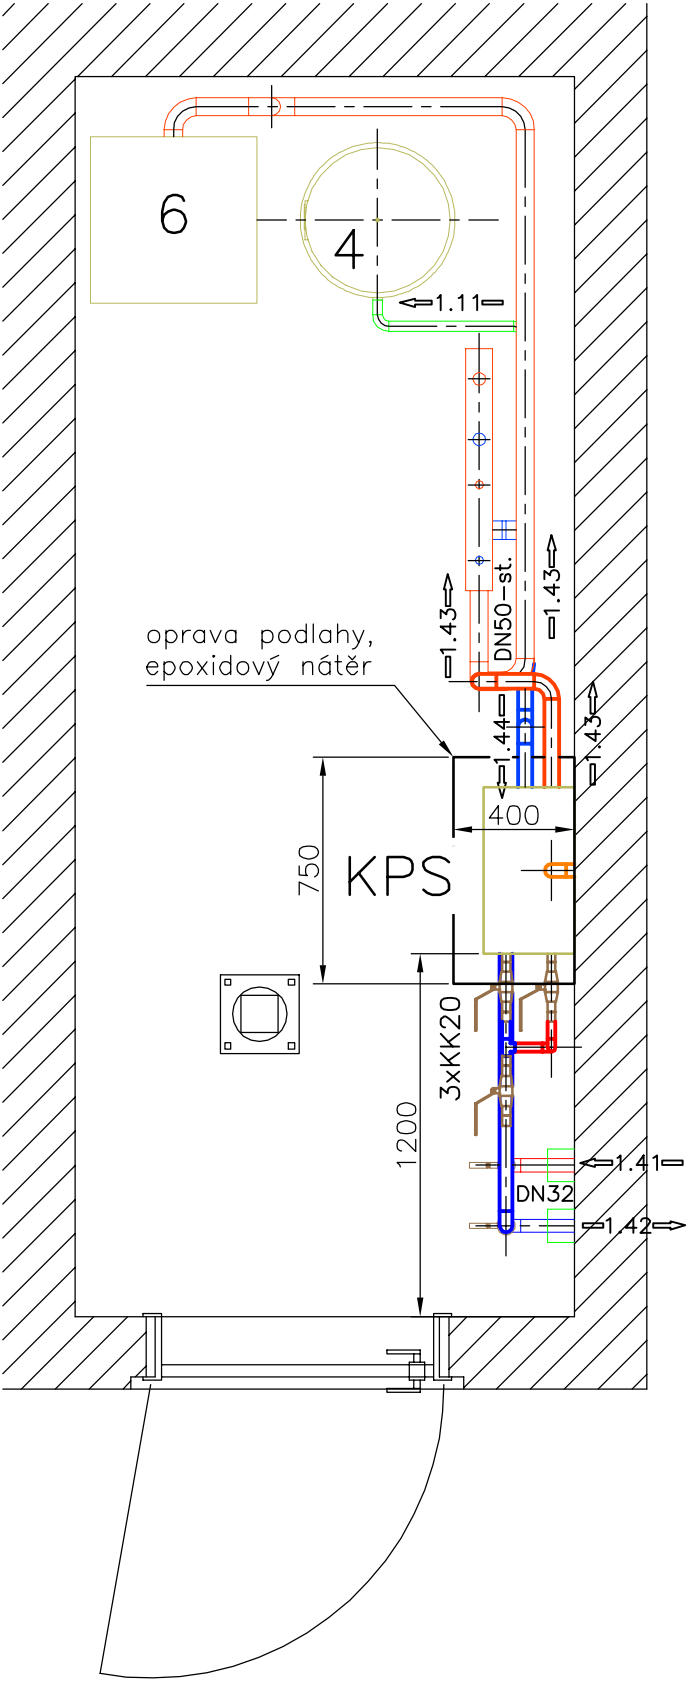 6
4
1.11
1.43
DN50-st.
1.43
oprava podlahy,
epoxidový nátěr
1.44
1.43
400
750
KPS
3xKK20
1200
1.41
DN32
1.42